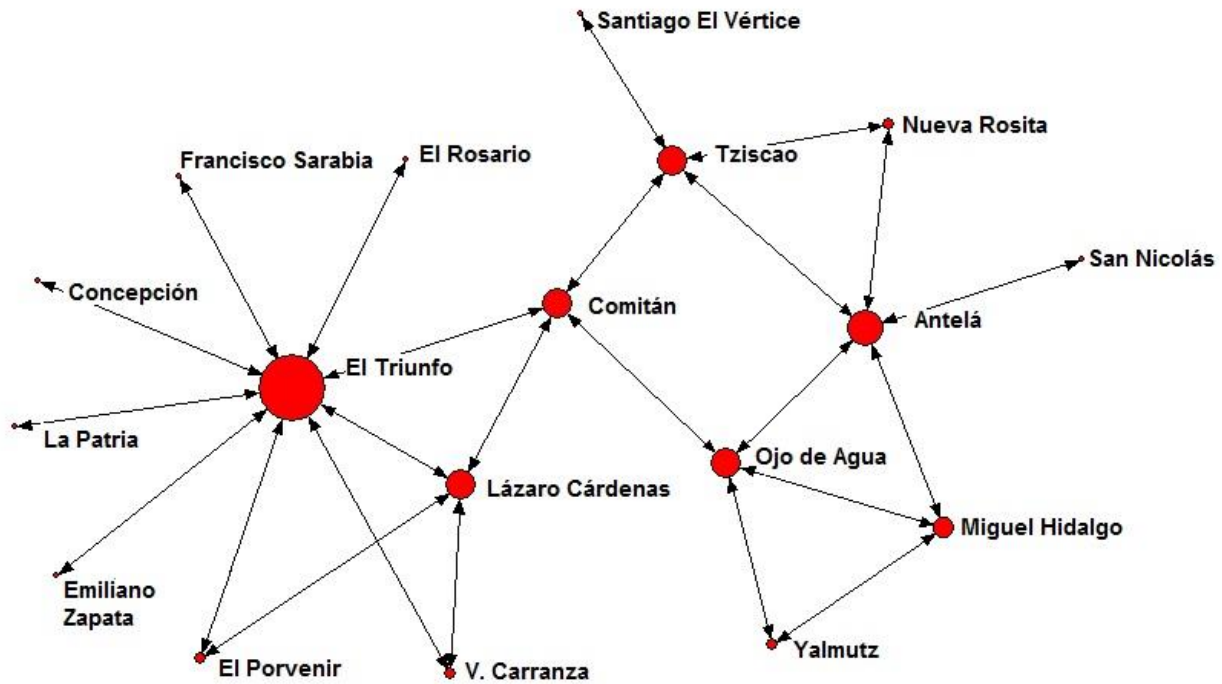 Santiago El Vértice
Nueva Rosita
Tziscao
El Rosario
Francisco Sarabia
San Nicolás
Concepción
Comitán
Antelá
El Triunfo
La Patria
Ojo de Agua
Lázaro Cárdenas
Miguel Hidalgo
Emiliano
Zapata
Yalmutz
El Porvenir
V. Carranza